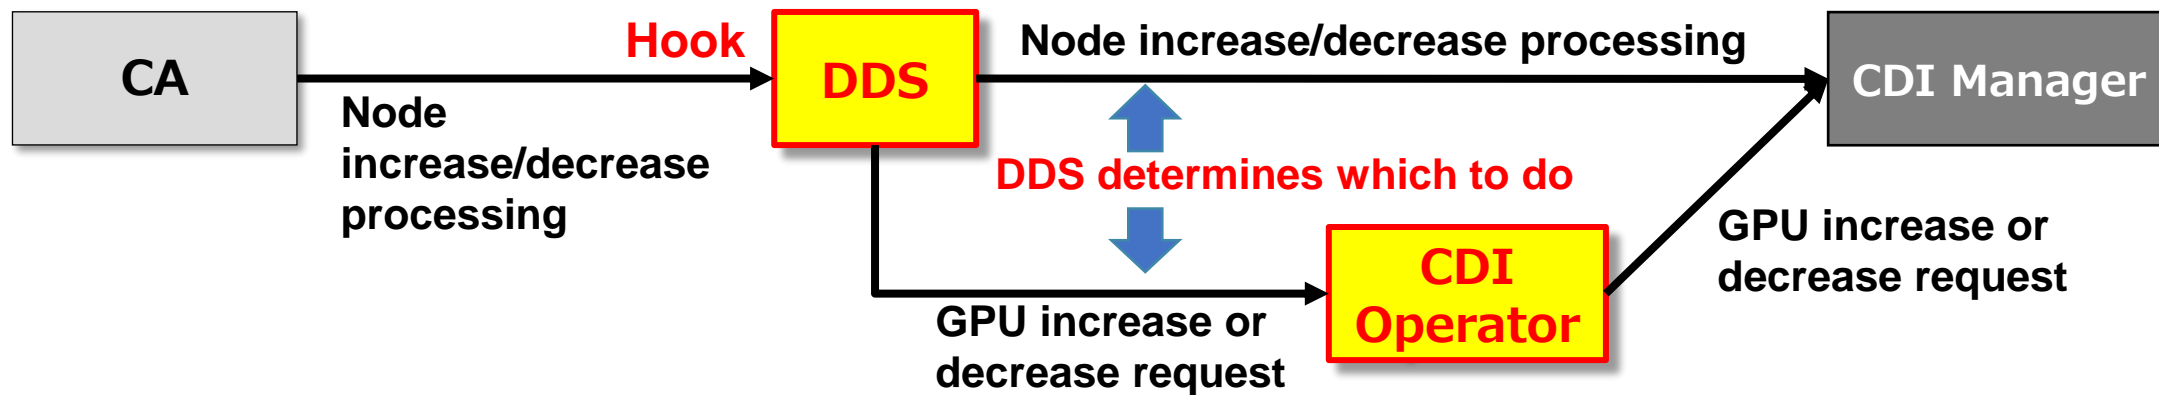 CA
Node
increase/decrease
processing
Hook
DDS
Node increase/decrease processing
DDS determines which to do
GPU increase or
decrease request
CDI
Operator
GPU increase or
decrease request
CDI Manager